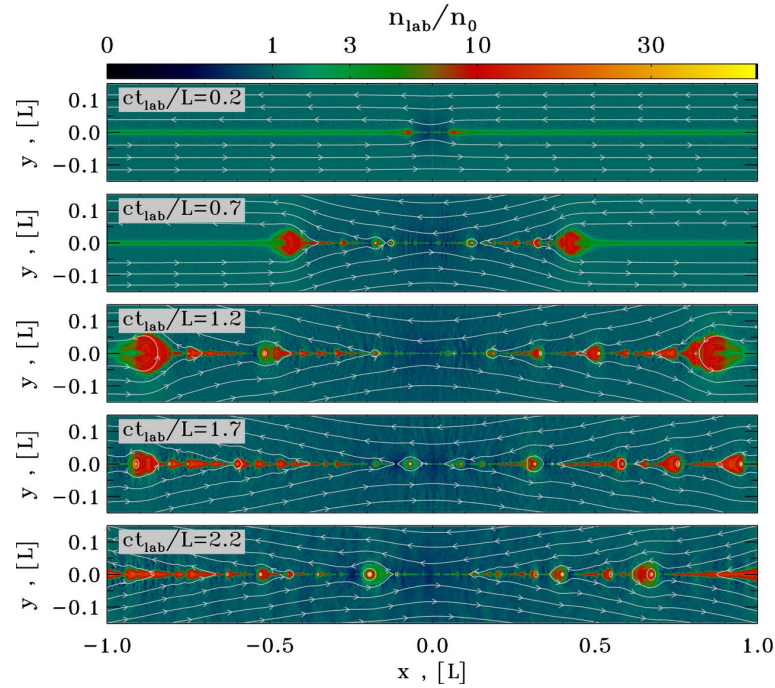 n_lab/n_0
0 1 3 10 30
ct_lab/L=0.2
0.1
0.0
−0.1
y , [L]
ct_lab/L=0.7
0.1
0.0
−0.1
y , [L]
ct_lab/L=1.2
0.1
0.0
−0.1
y , [L]
ct_lab/L=1.7
0.1
0.0
−0.1
y , [L]
ct_lab/L=2.2
0.1
0.0
−0.1
y , [L]
−1.0 −0.5 0.0 0.5 1.0
x , [L]